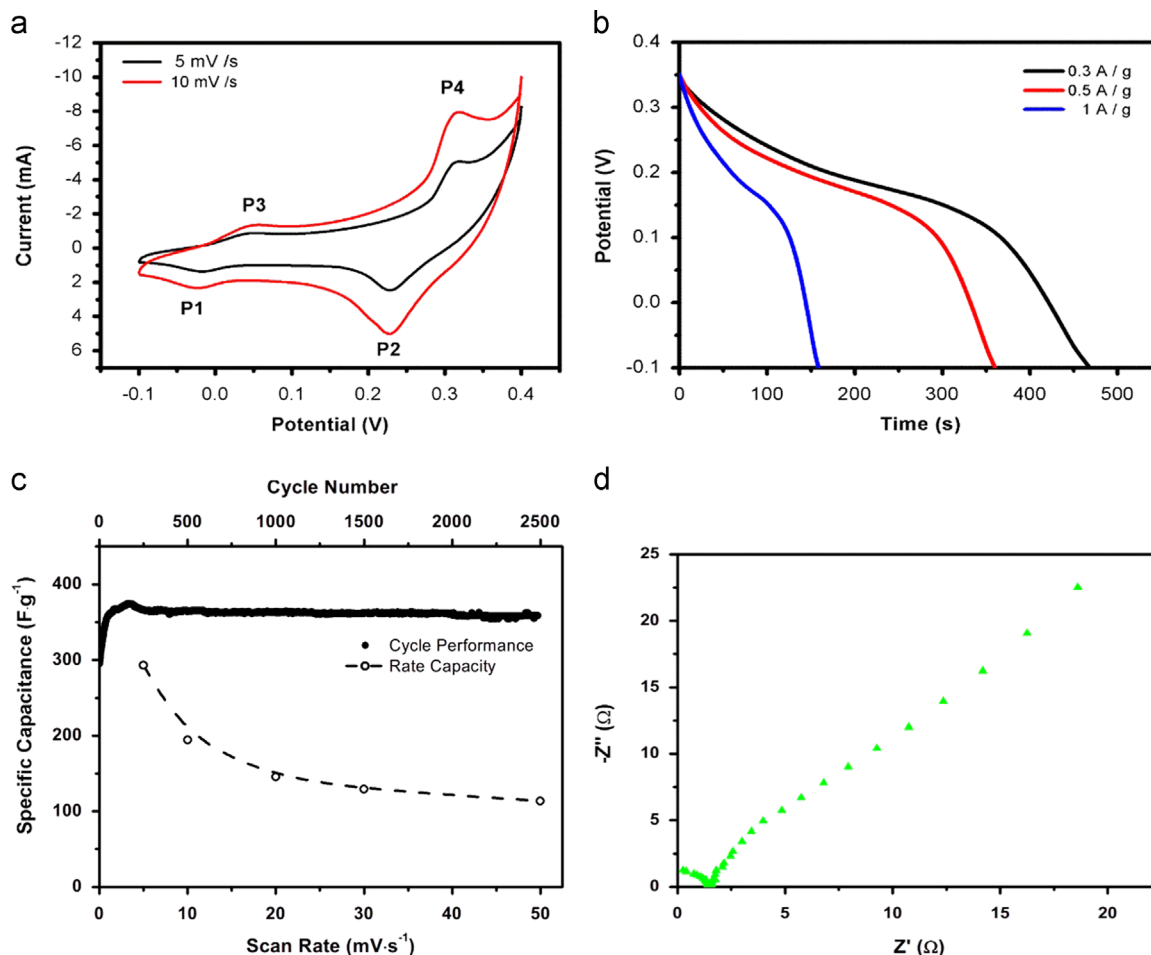 a
-12
-10
-8
-6
-4
-2
0
2
4
6
Current (mA)
5 mV /s
10 mV /s
P4
P3
P1
P2
-0.1 0.0 0.1 0.2 0.3 0.4
Potential (V)
b
0.4
0.3
0.2
0.1
0.0
-0.1
Potential (V)
0.3 A / g
0.5 A / g
1 A / g
0 100 200 300 400 500
Time (s)
c
Cycle Number
0 500 1000 1500 2000 2500
400
300
200
100
0
Specific Capacitance (F·g⁻¹)
Cycle Performance
Rate Capacity
0 10 20 30 40 50
Scan Rate (mV·s⁻¹)
d
25
20
15
10
5
0
-Z'' (Ω)
0 5 10 15 20
Z' (Ω)